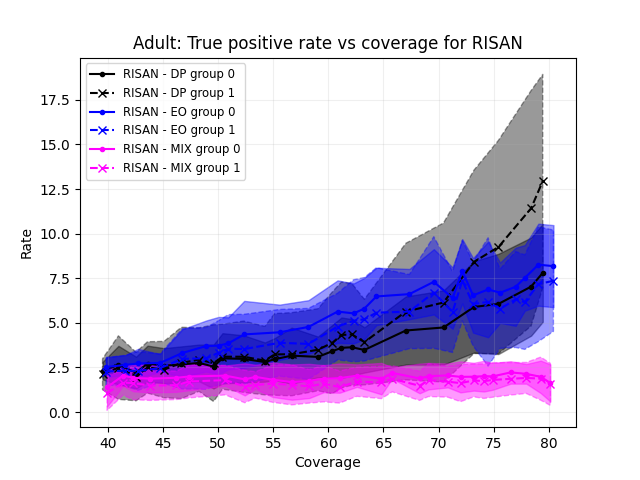 Adult: True positive rate vs coverage for RISAN
RISAN - DP group 0
RISAN - DP group 1
RISAN - EO group 0
RISAN - EO group 1
RISAN - MIX group 0
RISAN - MIX group 1
17.5
15.0
12.5
10.0
7.5
5.0
2.5
0.0
Rate
40 45 50 55 60 65 70 75 80
Coverage